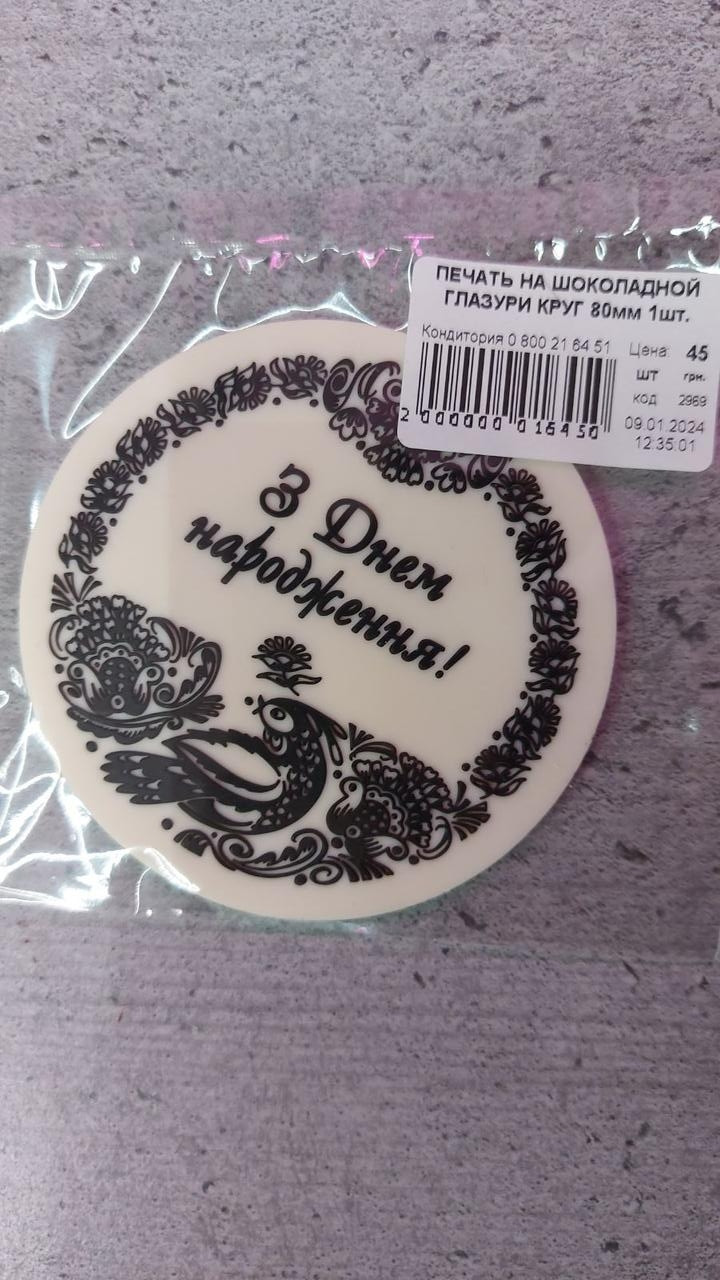 ПЕЧАТЬ НА ШОКОЛАДНОЙ
ГЛАЗУРИ КРУГ 80мм 1шт.
Кондитория 0 800 21 64 51
Цена: 45
шт грн.
код 2969
2 000000 016450
09.01.2024
12:35:01
З Днем
народження!